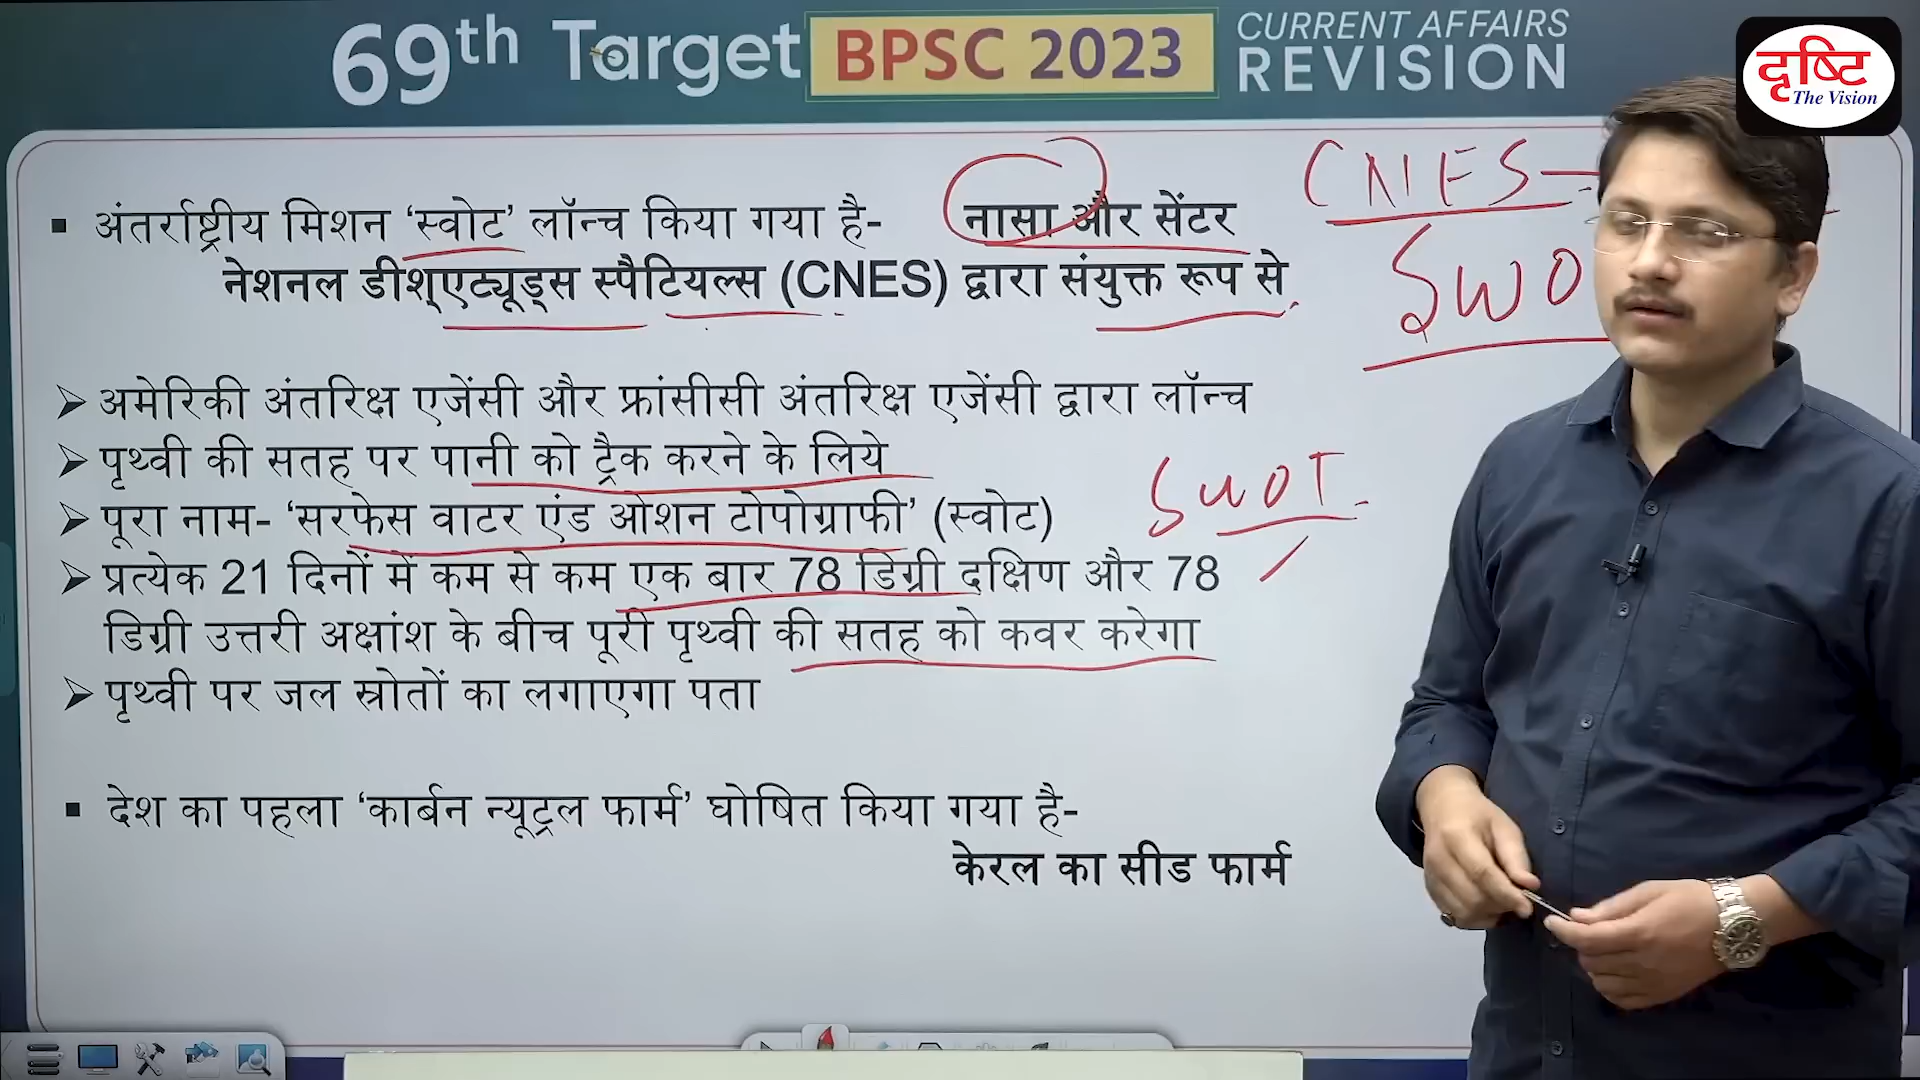 69th Target BPSC 2023 CURRENT AFFAIRS REVISION
दृष्टि
The Vision
▪ अंतर्राष्ट्रीय मिशन ‘स्वोट’ लॉन्च किया गया है- नासा और सेंटर
नेशनल डीश्एट्यूड्स स्पैटियल्स (CNES) द्वारा संयुक्त रूप से
CNES–
SWO
➢ अमेरिकी अंतरिक्ष एजेंसी और फ्रांसीसी अंतरिक्ष एजेंसी द्वारा लॉन्च
➢ पृथ्वी की सतह पर पानी को ट्रैक करने के लिये
➢ पूरा नाम- ‘सरफेस वाटर एंड ओशन टोपोग्राफी’ (स्वोट)
SWOT
➢ प्रत्येक 21 दिनों में कम से कम एक बार 78 डिग्री दक्षिण और 78
डिग्री उत्तरी अक्षांश के बीच पूरी पृथ्वी की सतह को कवर करेगा
➢ पृथ्वी पर जल स्रोतों का लगाएगा पता
▪ देश का पहला ‘कार्बन न्यूट्रल फार्म’ घोषित किया गया है-
केरल का सीड फार्म